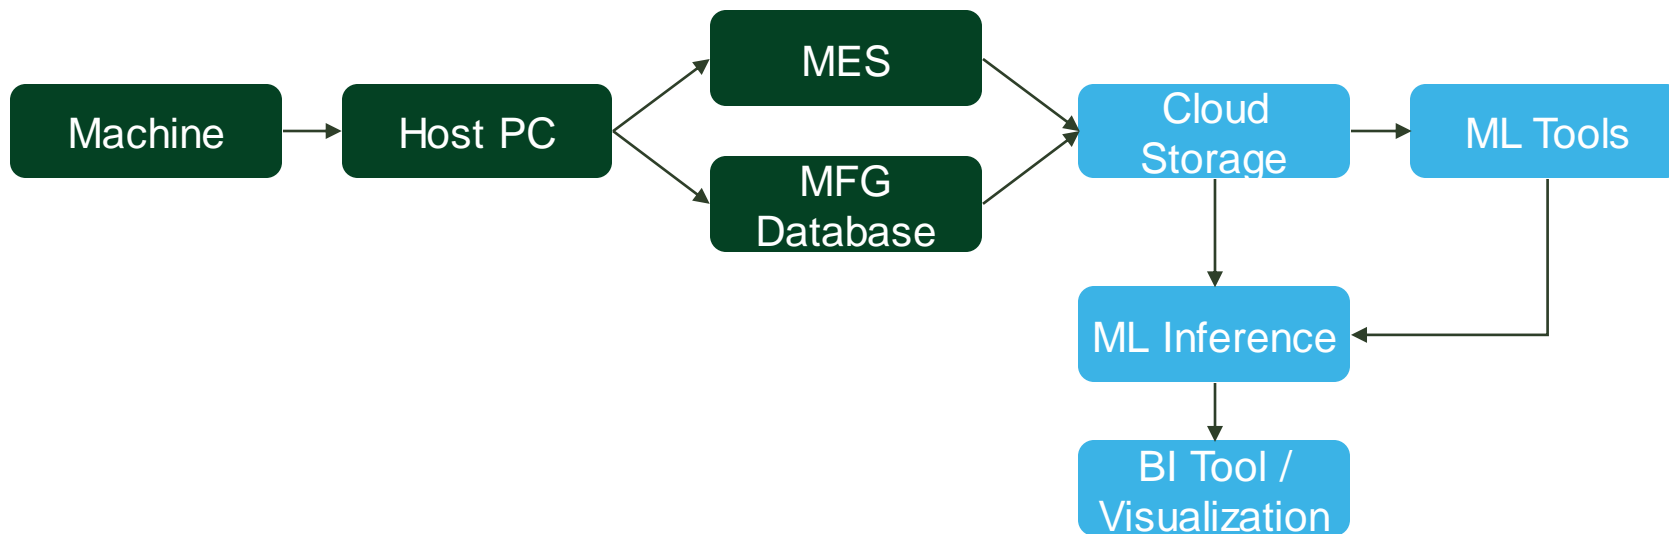 MES
Machine
Host PC
MFG
Database
Cloud
Storage
ML Tools
ML Inference
BI Tool /
Visualization